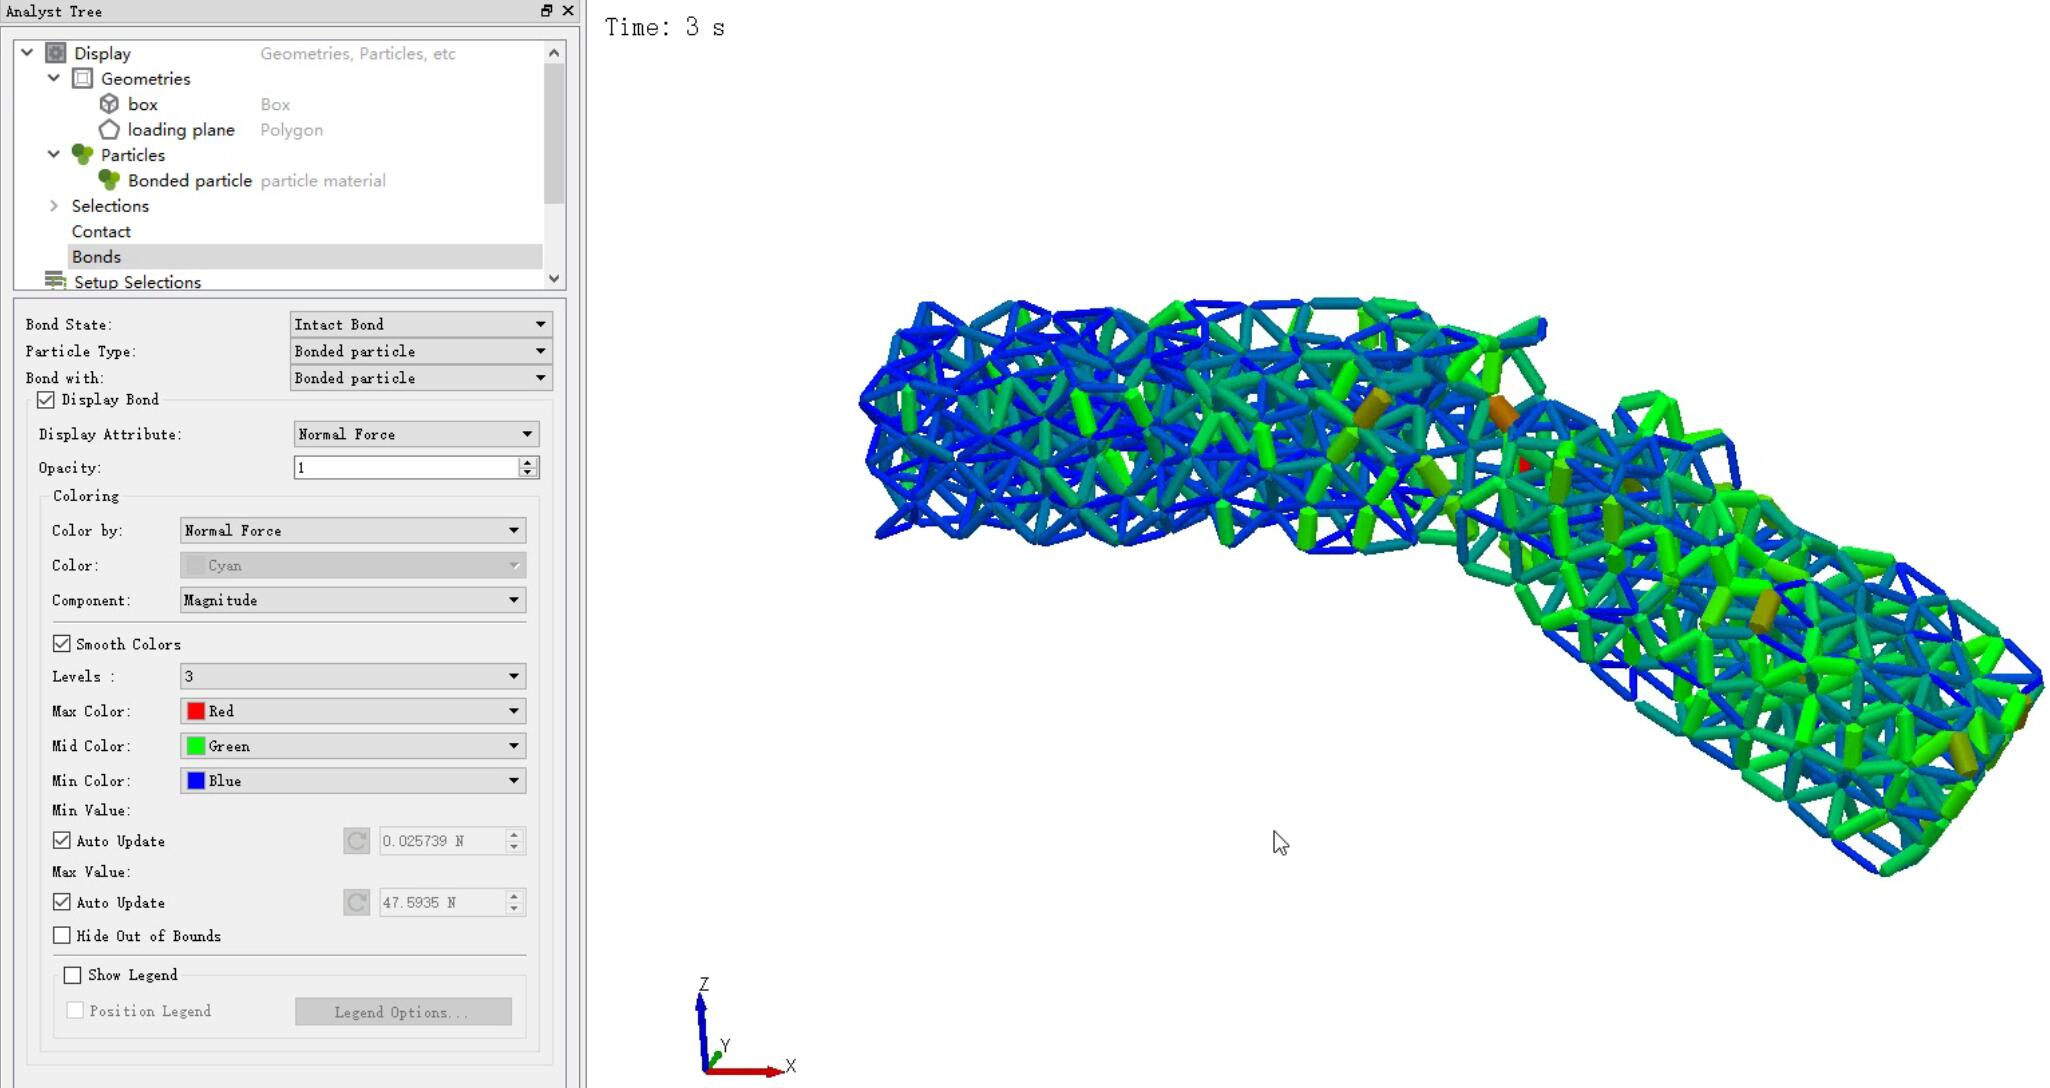 Analyst Tree
Time: 3 s
Display Geometries, Particles, etc
Geometries
box Box
loading plane Polygon
Particles
Bonded particle particle material
Selections
Contact
Bonds
Setup Selections
Bond State: Intact Bond
Particle Type: Bonded particle
Bond with: Bonded particle
Display Bond
Display Attribute: Normal Force
Opacity: 1
Coloring
Color by: Normal Force
Color: Cyan
Component: Magnitude
Smooth Colors
Levels : 3
Max Color: Red
Mid Color: Green
Min Color: Blue
Min Value:
Auto Update 0.025739 N
Max Value:
Auto Update 47.5935 N
Hide Out of Bounds
Show Legend
Position Legend Legend Options...
Z
Y
X